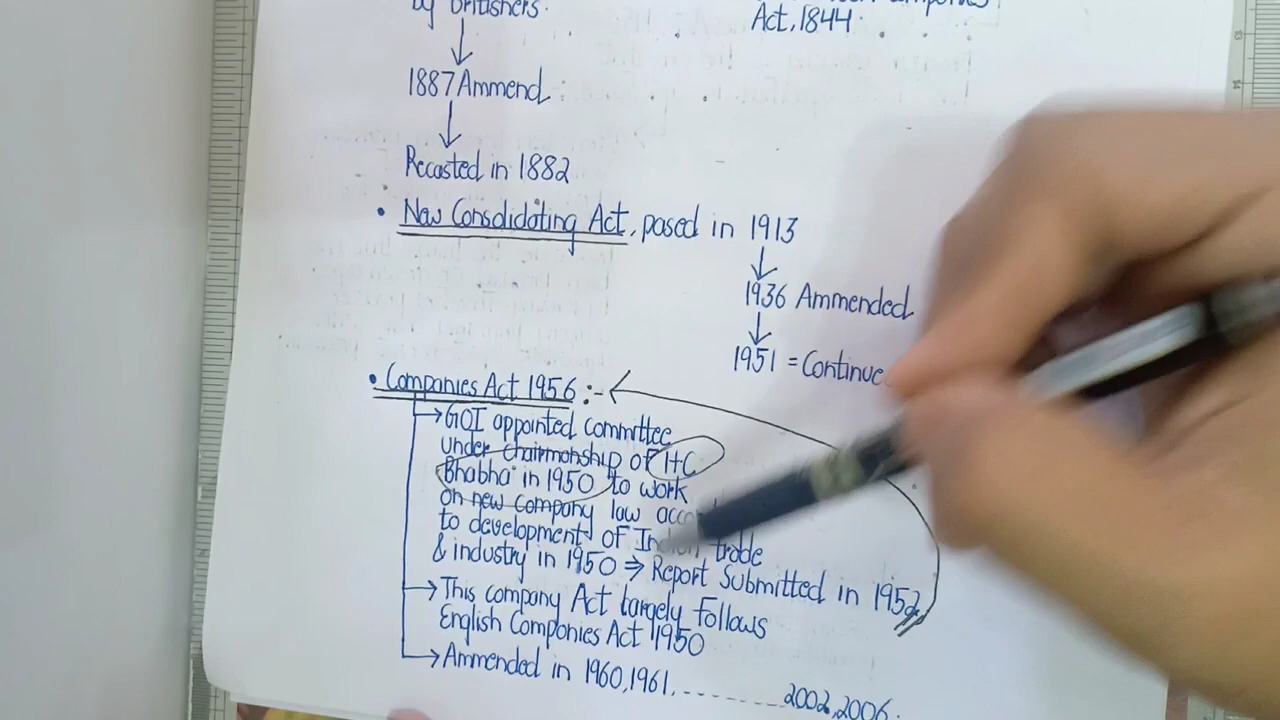 by Britishers.
Act, 1844.
1887 Ammend
Recasted in 1882
• New Consolidating Act, passed in 1913
1936 Ammended
1951 = Continue
• Companies Act 1956 :-
GOI appointed committee
under chairmanship of HC
Bhabha in 1950 to work
on new company law
to development of trade
& industry in 1950 ⇒ Report Submitted in 1952
This company Act largely follows
English Companies Act 1950
Ammended in 1960, 1961, ------- 2002, 2006.